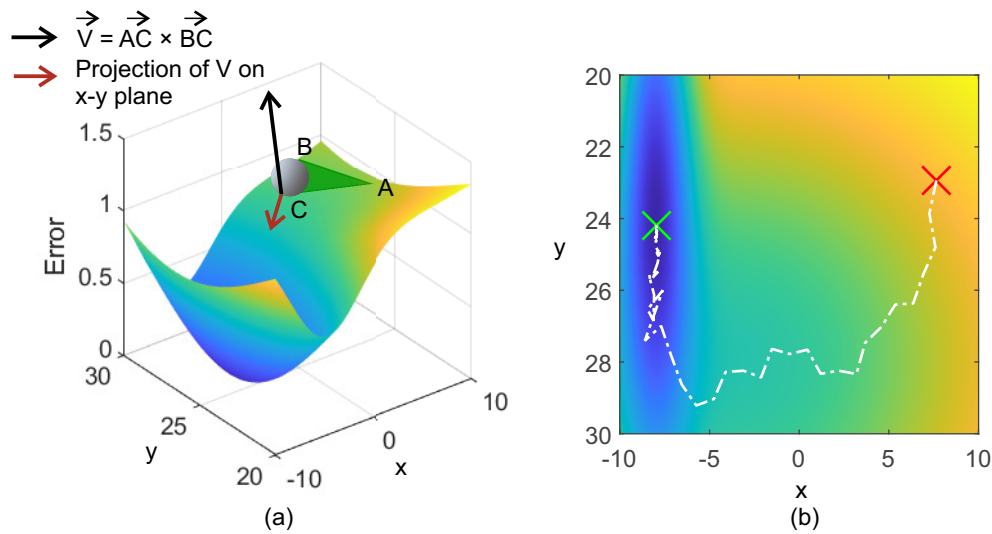 V = AC × BC
Projection of V on
x-y plane
1.5
1
0.5
0
Error
B
A
C
30
25
20
y
-10
0
10
x
(a)
20
22
24
26
28
30
y
-10
-5
0
5
10
x
(b)